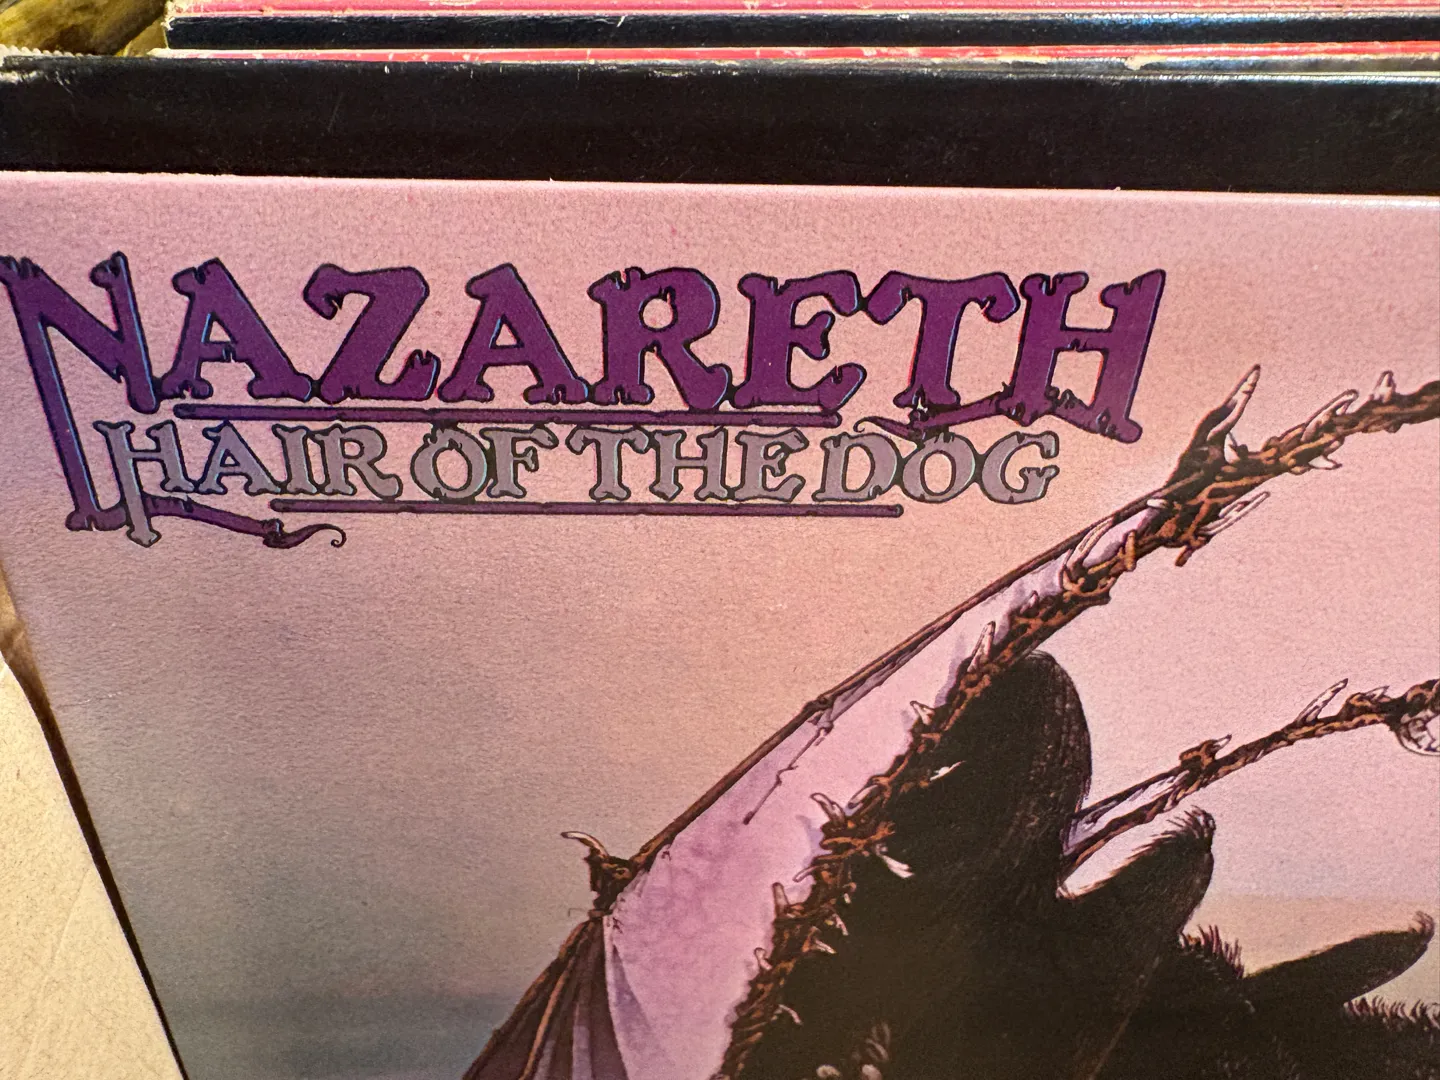 NAZARETH
HAIR OF THE DOG